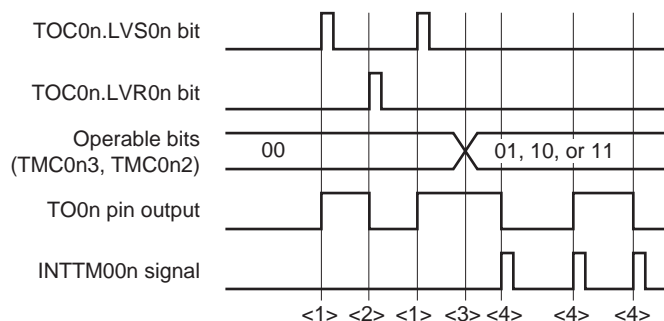 TOC0n.LVS0n bit
TOC0n.LVR0n bit
Operable bits
(TMC0n3, TMC0n2)
00
01, 10, or 11
TO0n pin output
INTTM00n signal
<1> <2> <1> <3> <4> <4> <4>